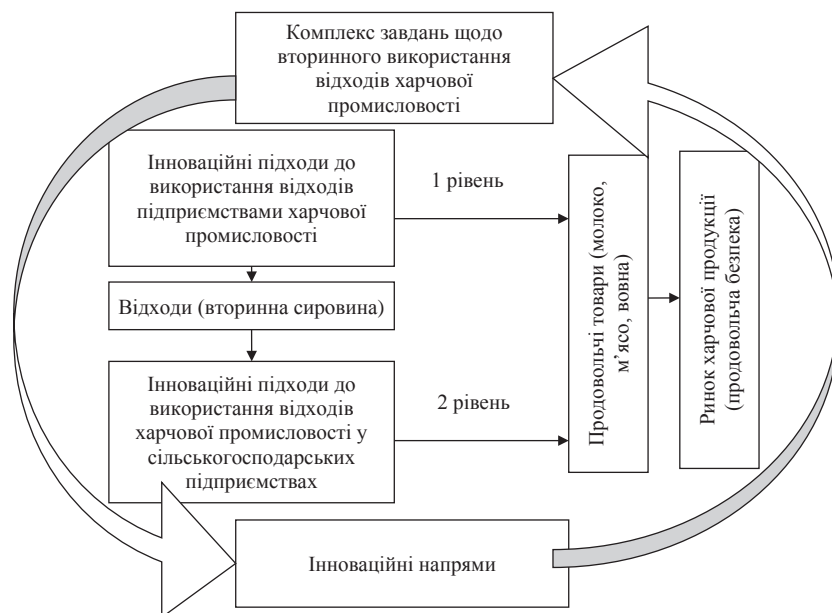 Комплекс завдань щодо
вторинного використання
відходів харчової
промисловості
Інноваційні підходи до
використання відходів
підприємствами харчової
промисловості
1 рівень
Відходи (вторинна сировина)
Інноваційні підходи до
використання відходів
харчової промисловості у
сільськогосподарських
підприємствах
2 рівень
Продовольчі товари (молоко,
м’ясо, вовна)
Ринок харчової продукції
(продовольча безпека)
Інноваційні напрями